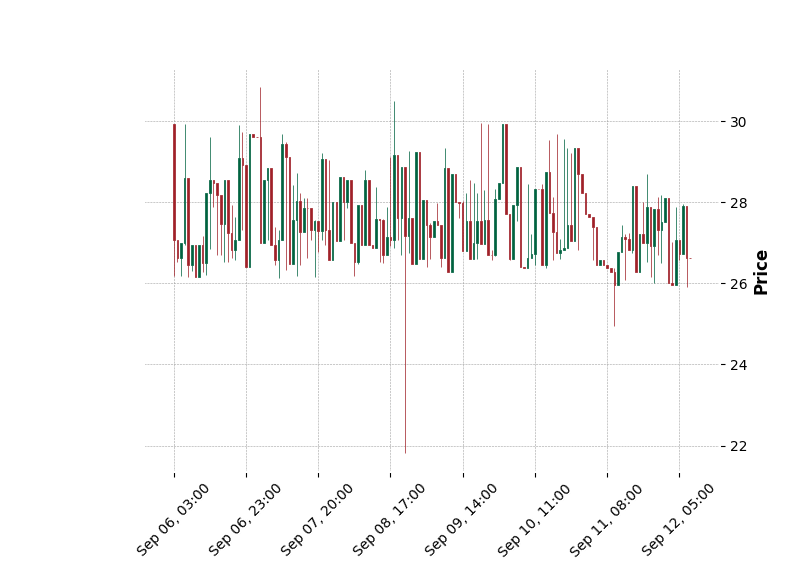 30
28
26
24
22
Price
Sep 06, 03:00
Sep 06, 23:00
Sep 07, 20:00
Sep 08, 17:00
Sep 09, 14:00
Sep 10, 11:00
Sep 11, 08:00
Sep 12, 05:00